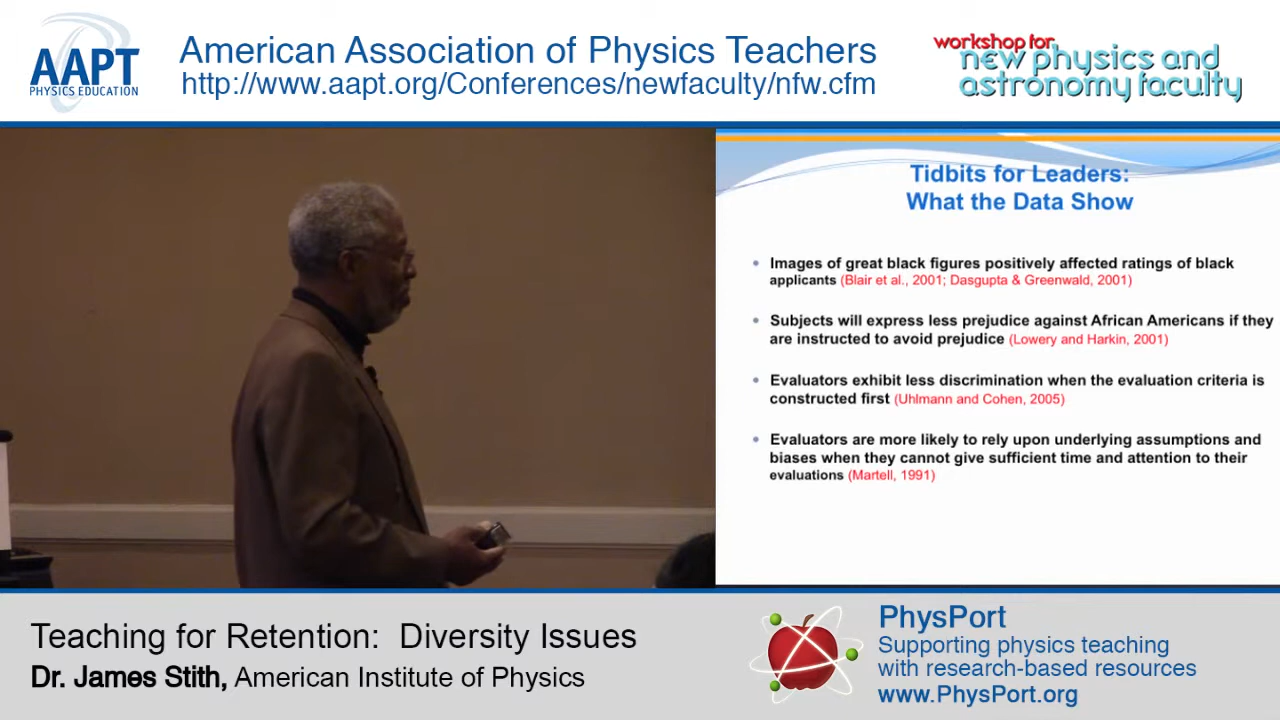 AAPT
PHYSICS EDUCATION
American Association of Physics Teachers
http://www.aapt.org/Conferences/newfaculty/nfw.cfm
workshop for
new physics and
astronomy faculty
Tidbits for Leaders:
What the Data Show
• Images of great black figures positively affected ratings of black
applicants (Blair et al., 2001; Dasgupta & Greenwald, 2001)
• Subjects will express less prejudice against African Americans if they
are instructed to avoid prejudice (Lowery and Harkin, 2001)
• Evaluators exhibit less discrimination when the evaluation criteria is
constructed first (Uhlmann and Cohen, 2005)
• Evaluators are more likely to rely upon underlying assumptions and
biases when they cannot give sufficient time and attention to their
evaluations (Martell, 1991)
Teaching for Retention: Diversity Issues
Dr. James Stith, American Institute of Physics
PhysPort
Supporting physics teaching
with research-based resources
www.PhysPort.org